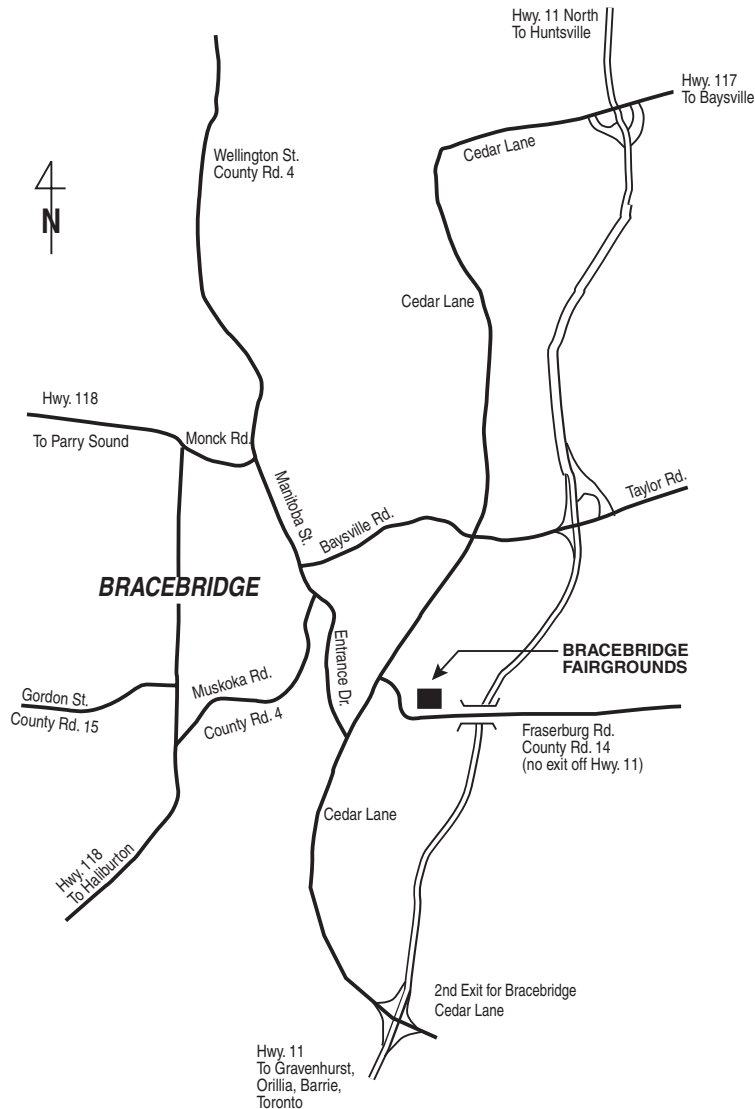 Hwy. 11 North
To Huntsville
Hwy. 117
To Baysville
Cedar Lane
Wellington St.
County Rd. 4
N
Cedar Lane
Hwy. 118
To Parry Sound
Monck Rd.
Manitoba St.
Baysville Rd.
Taylor Rd.
BRACEBRIDGE
Entrance Dr.
BRACEBRIDGE
FAIRGROUNDS
Gordon St.
County Rd. 15
Muskoka Rd.
County Rd. 4
Fraserburg Rd.
County Rd. 14
(no exit off Hwy. 11)
Cedar Lane
Hwy. 118
To Haliburton
2nd Exit for Bracebridge
Cedar Lane
Hwy. 11
To Gravenhurst,
Orillia, Barrie,
Toronto